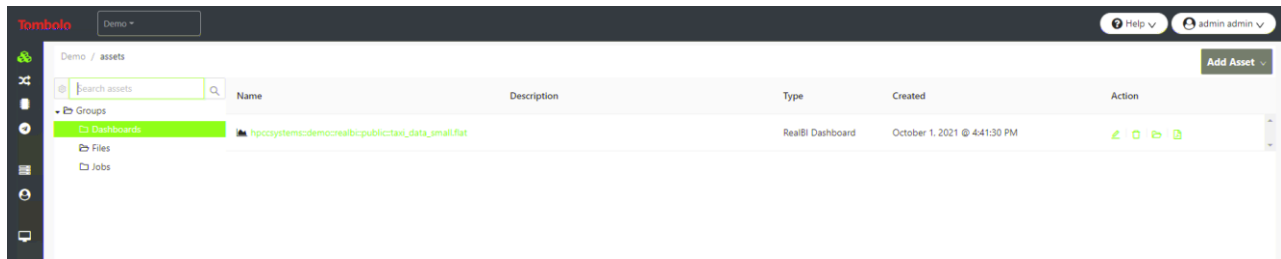 Tombolo Demo Help admin admin
Demo / assets
Add Asset
Search assets
Name Description Type Created Action
Groups
Dashboards
hpccsystems::demo::realbi::public::taxi_data_small.flat RealBI Dashboard October 1, 2021 @ 4:41:30 PM
Files
Jobs